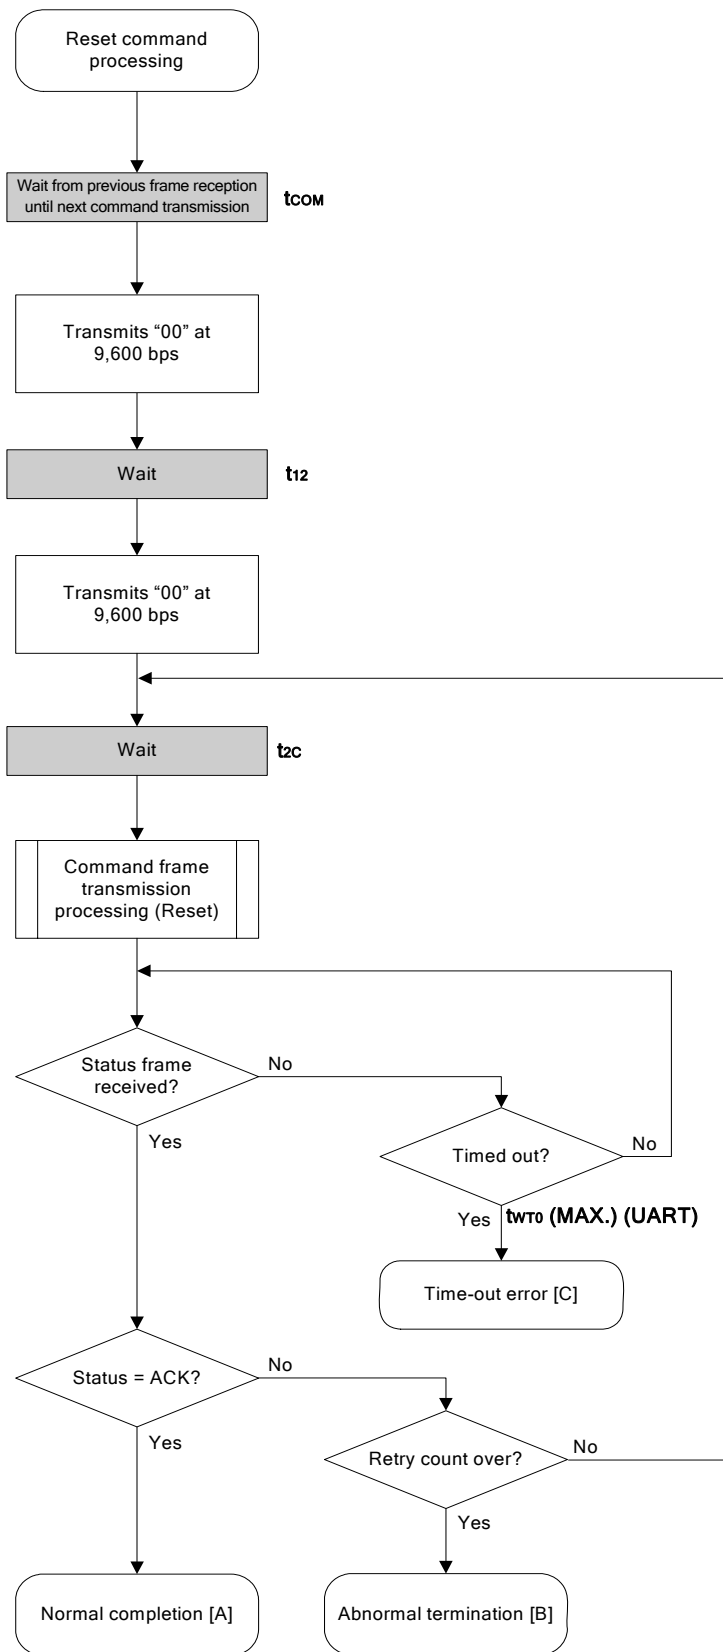 Reset command
processing
Wait from previous frame reception
until next command transmission
tCOM
Transmits “00” at
9,600 bps
Wait
t12
Transmits “00” at
9,600 bps
Wait
t2C
Command frame
transmission
processing (Reset)
Status frame
received?
No
Yes
Timed out?
No
Yes
tWT0 (MAX.) (UART)
Time-out error [C]
Status = ACK?
No
Yes
Retry count over?
No
Yes
Normal completion [A]
Abnormal termination [B]